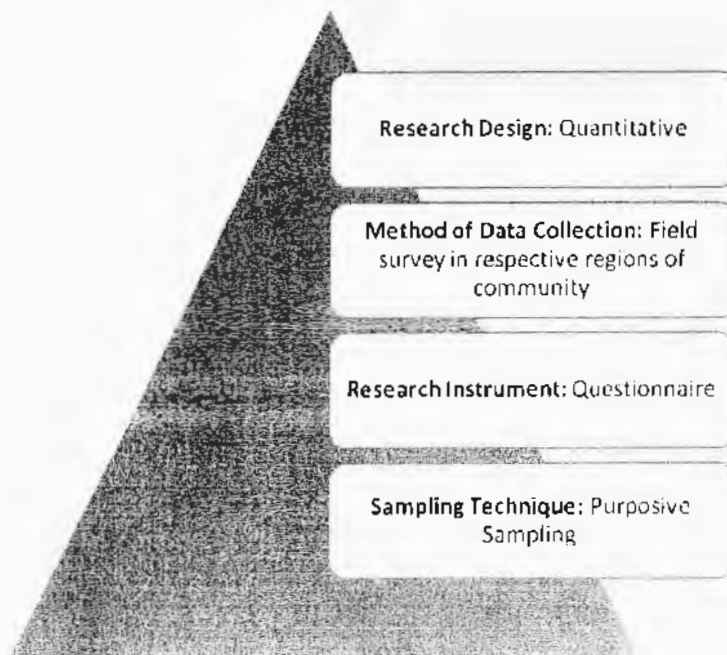 Research Design: Quantitative
Method of Data Collection: Field
survey in respective regions of
community
Research Instrument: Questionnaire
Sampling Technique: Purposive
Sampling